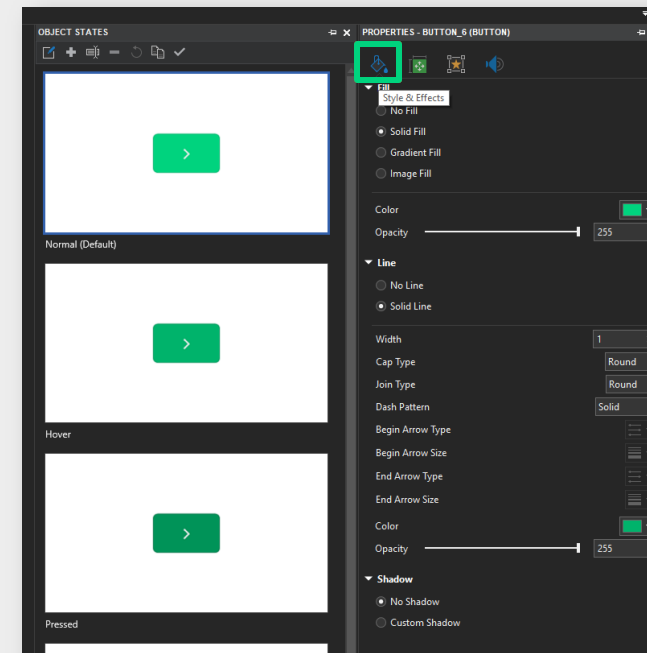 OBJECT STATES
Normal (Default)
Hover
Pressed
PROPERTIES - BUTTON_6 (BUTTON)
Fill
Style & Effects
No Fill
Solid Fill
Gradient Fill
Image Fill
Color
Opacity 255
Line
No Line
Solid Line
Width 1
Cap Type Round
Join Type Round
Dash Pattern Solid
Begin Arrow Type
Begin Arrow Size
End Arrow Type
End Arrow Size
Color
Opacity 255
Shadow
No Shadow
Custom Shadow